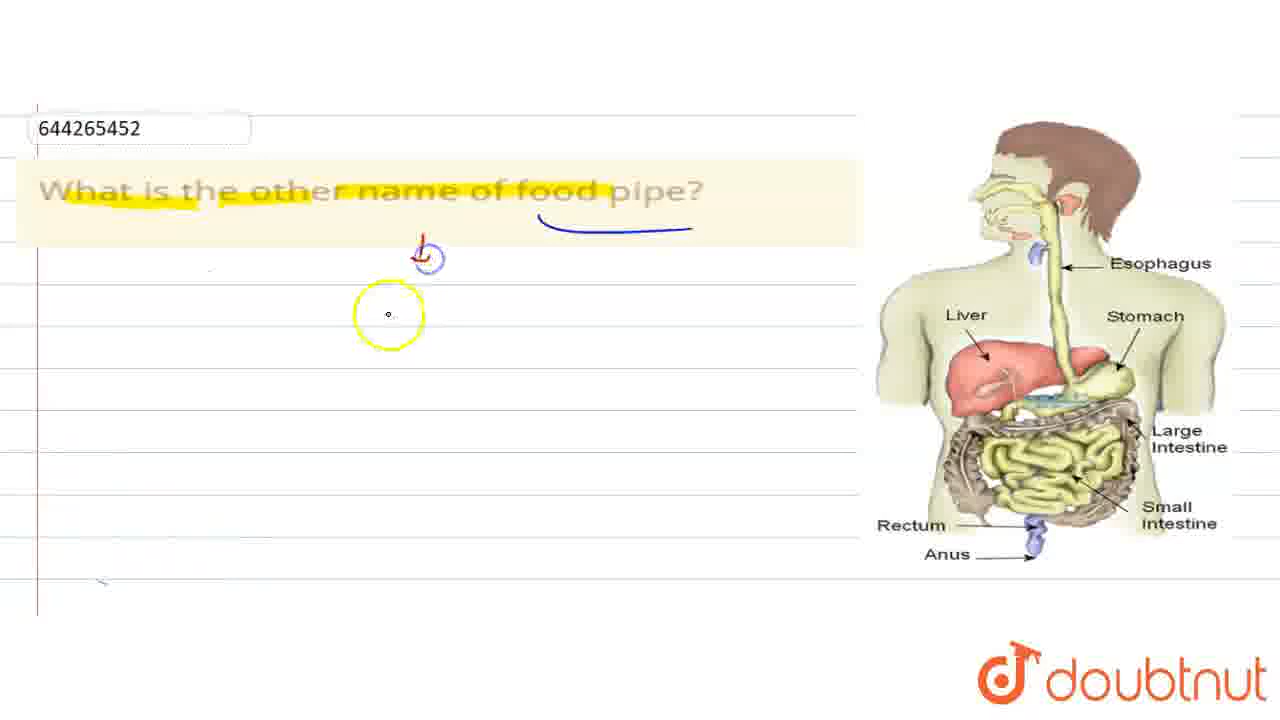 644265452
What is the other name of food pipe?
Esophagus
Liver
Stomach
Large
Intestine
Small
Intestine
Rectum
Anus
doubtnut